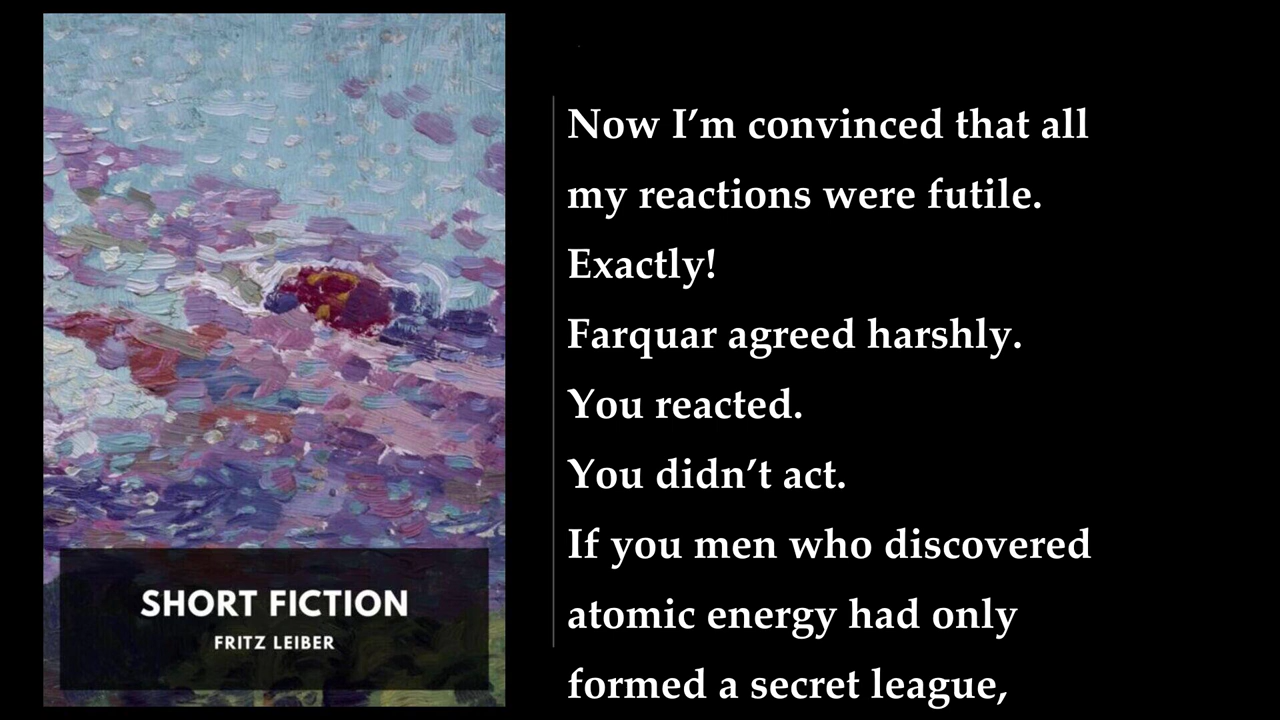 SHORT FICTION
FRITZ LEIBER
Now I’m convinced that all
my reactions were futile.
Exactly!
Farquar agreed harshly.
You reacted.
You didn’t act.
If you men who discovered
atomic energy had only
formed a secret league,